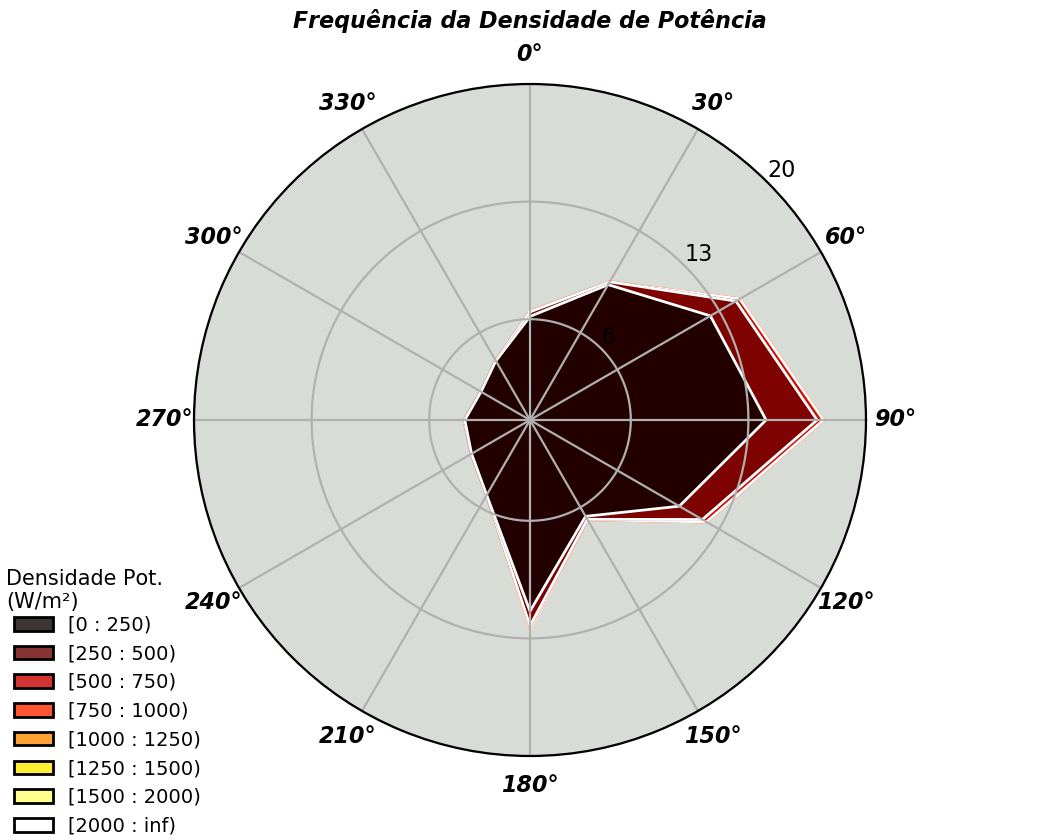 Frequência da Densidade de Potência
0°
330°
30°
20
300°
60°
13
6
270°
90°
240°
120°
210°
150°
180°
Densidade Pot.
(W/m²)
[0 : 250)
[250 : 500)
[500 : 750)
[750 : 1000)
[1000 : 1250)
[1250 : 1500)
[1500 : 2000)
[2000 : inf)